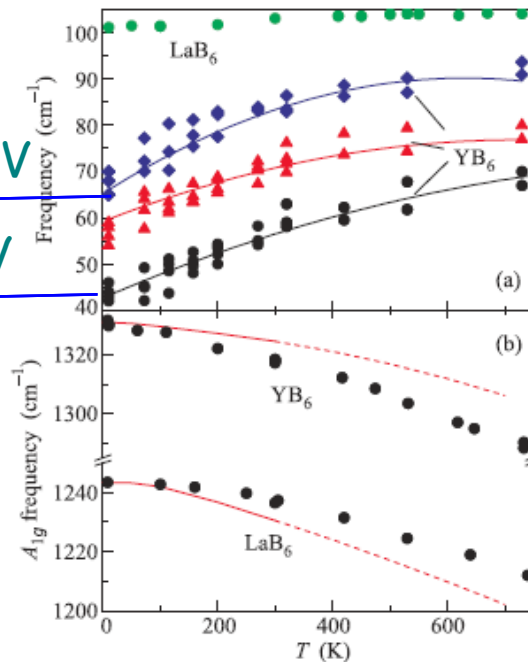 100
LaB6
90
80
V
70
YB6
60
V
50
40
(a)
Frequency (cm−1)
(b)
1320
YB6
1300
1240
1220
LaB6
1200
A1g frequency (cm−1)
0 200 400 600
T (K)